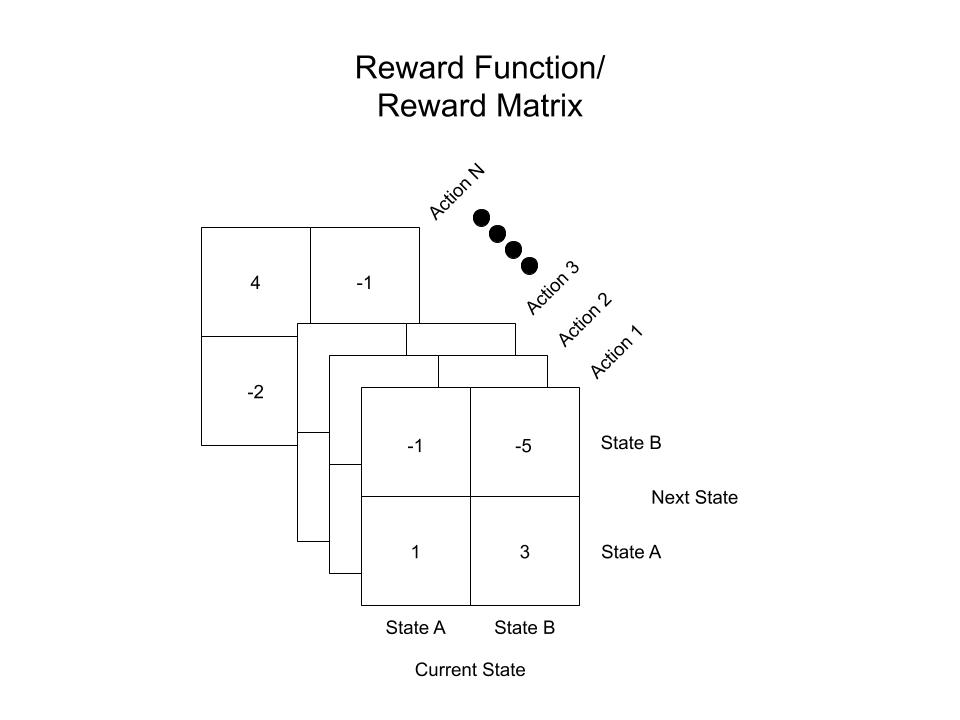 Reward Function/
Reward Matrix
Action N
Action 3
Action 2
Action 1
4 -1
-2
-1 -5 State B
Next State
1 3 State A
State A State B
Current State